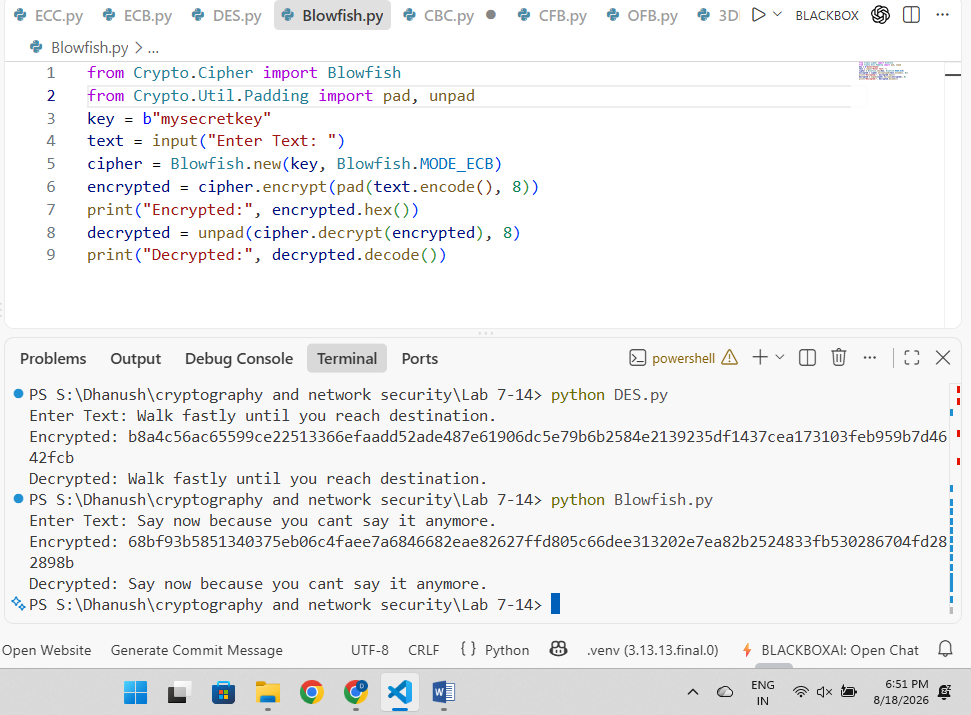 ECC.py ECB.py DES.py Blowfish.py CBC.py CFB.py OFB.py 3D BLACKBOX ...
Blowfish.py > ...
1 from Crypto.Cipher import Blowfish
2 from Crypto.Util.Padding import pad, unpad
3 key = b"mysecretkey"
4 text = input("Enter Text: ")
5 cipher = Blowfish.new(key, Blowfish.MODE_ECB)
6 encrypted = cipher.encrypt(pad(text.encode(), 8))
7 print("Encrypted:", encrypted.hex())
8 decrypted = unpad(cipher.decrypt(encrypted), 8)
9 print("Decrypted:", decrypted.decode())
Problems Output Debug Console Terminal Ports powershell ...
PS S:\Dhanush\cryptography and network security\Lab 7-14> python DES.py
Enter Text: Walk fastly until you reach destination.
Encrypted: b8a4c56ac65599ce22513366efaadd52ade487e61906dc5e79b6b2584e2139235df1437cea173103feb959b7d46
42fcb
Decrypted: Walk fastly until you reach destination.
PS S:\Dhanush\cryptography and network security\Lab 7-14> python Blowfish.py
Enter Text: Say now because you cant say it anymore.
Encrypted: 68bf93b5851340375eb06c4faee7a6846682eae82627ffd805c66dee313202e7ea82b2524833fb530286704fd28
2898b
Decrypted: Say now because you cant say it anymore.
PS S:\Dhanush\cryptography and network security\Lab 7-14>
Open Website Generate Commit Message UTF-8 CRLF {} Python .venv (3.13.13.final.0) BLACKBOXAI: Open Chat
ENG 6:51 PM
IN 8/18/2026